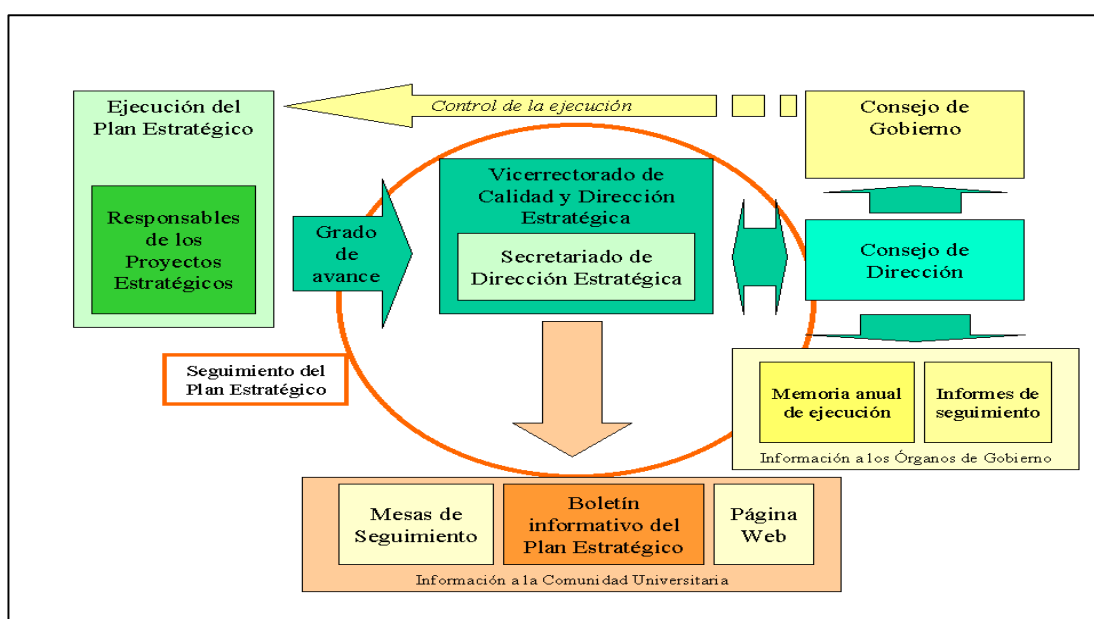 Ejecución del
Plan Estratégico
Control de la ejecución
Consejo de
Gobierno
Responsables
de los
Proyectos
Estratégicos
Grado
de
avance
Vicerrectorado de
Calidad y Dirección
Estratégica
Secretariado de
Dirección Estratégica
Consejo de
Dirección
Seguimiento del
Plan Estratégico
Memoria anual
de ejecución
Informes de
seguimiento
Información a los Órganos de Gobierno
Mesas de
Seguimiento
Boletín
informativo del
Plan Estratégico
Página
Web
Información a la Comunidad Universitaria